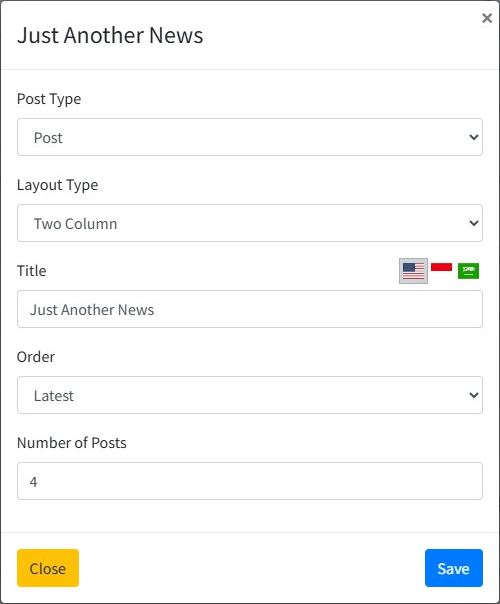 Just Another News
×
Post Type
Post
Layout Type
Two Column
Title
Just Another News
Order
Latest
Number of Posts
4
Close
Save